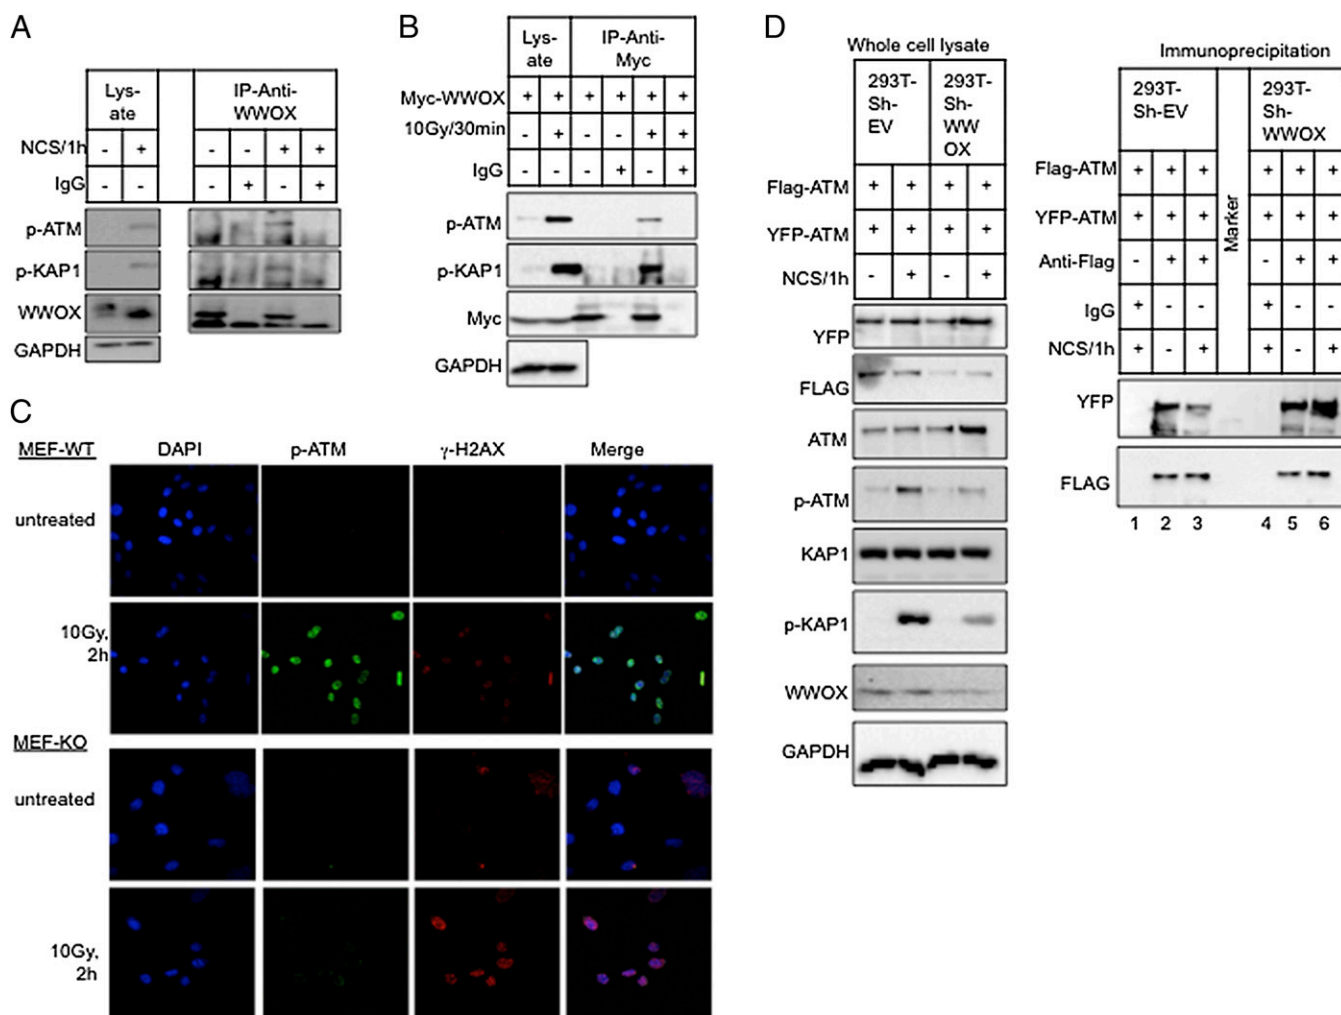 A
Lys-
ate
IP-Anti-
WWOX
NCS/1h - + - - + +
IgG - - - + - +
p-ATM
p-KAP1
WWOX
GAPDH
B
Lys-
ate
IP-Anti-
Myc
Myc-WWOX + + + + + +
10Gy/30min - + - - + +
IgG - - - + - +
p-ATM
p-KAP1
Myc
GAPDH
C
MEF-WT DAPI p-ATM γ-H2AX Merge
untreated
10Gy,
2h
MEF-KO
untreated
10Gy,
2h
D
Whole cell lysate
293T-
Sh-
EV
293T-
Sh-
WW
OX
Flag-ATM + + + +
YFP-ATM + + + +
NCS/1h - + - +
YFP
FLAG
ATM
p-ATM
KAP1
p-KAP1
WWOX
GAPDH
Immunoprecipitation
293T-
Sh-EV
Marker
293T-
Sh-
WWOX
Flag-ATM + + + + + +
YFP-ATM + + + + + +
Anti-Flag - + + - + +
IgG + - - + - -
NCS/1h + - + + - +
YFP
FLAG
1 2 3 4 5 6